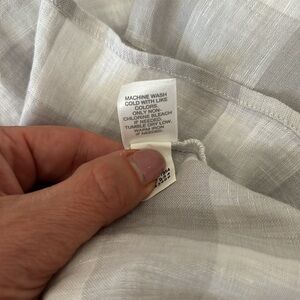 MACHINE WASH
COLD WITH LIKE
COLORS.
ONLY NON-
CHLORINE BLEACH
IF NEEDED.
TUMBLE DRY LOW.
WARM IRON
IF NEEDED.